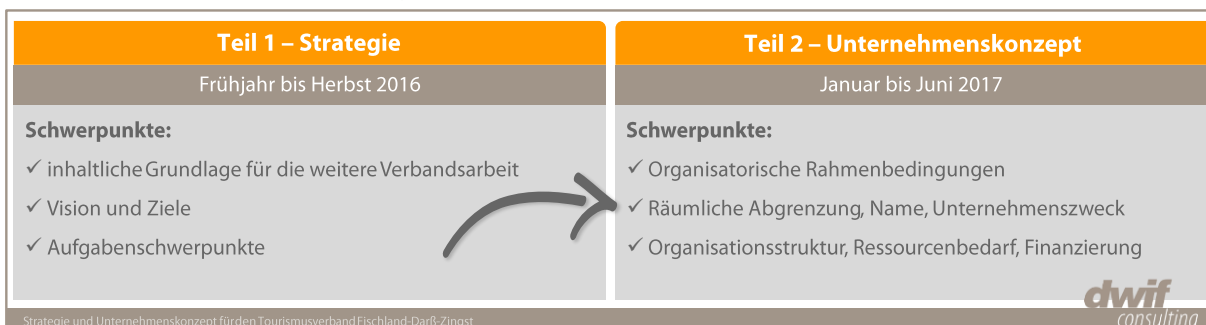 Teil 1 – Strategie
Frühjahr bis Herbst 2016
Schwerpunkte:
✓ inhaltliche Grundlage für die weitere Verbandsarbeit
✓ Vision und Ziele
✓ Aufgabenschwerpunkte
Teil 2 – Unternehmenskonzept
Januar bis Juni 2017
Schwerpunkte:
✓ Organisatorische Rahmenbedingungen
✓ Räumliche Abgrenzung, Name, Unternehmenszweck
✓ Organisationsstruktur, Ressourcenbedarf, Finanzierung
Strategie und Unternehmenskonzept für den Tourismusverband Fischland-Darß-Zingst
dwif
consulting